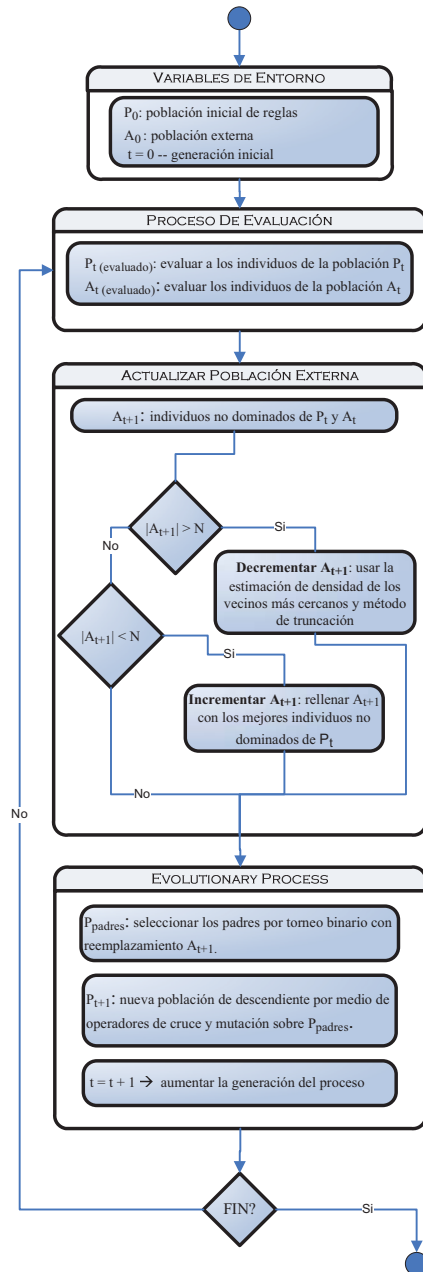 VARIABLES DE ENTORNO
P0: población inicial de reglas
A0: población externa
t = 0 -- generación inicial
PROCESO DE EVALUACIÓN
Pt (evaluado): evaluar a los individuos de la población Pt
At (evaluado): evaluar los individuos de la población At
ACTUALIZAR POBLACIÓN EXTERNA
At+1: individuos no dominados de Pt y At
|At+1| > N
Si
No
Decrementar At+1: usar la
estimación de densidad de los
vecinos más cercanos y método
de truncación
|At+1| < N
Si
Incrementar At+1: rellenar At+1
con los mejores individuos no
dominados de Pt
No
No
EVOLUTIONARY PROCESS
Ppadres: seleccionar los padres por torneo binario con
reemplazamiento At+1.
Pt+1: nueva población de descendiente por medio de
operadores de cruce y mutación sobre Ppadres.
t = t + 1 → aumentar la generación del proceso
FIN?
Si